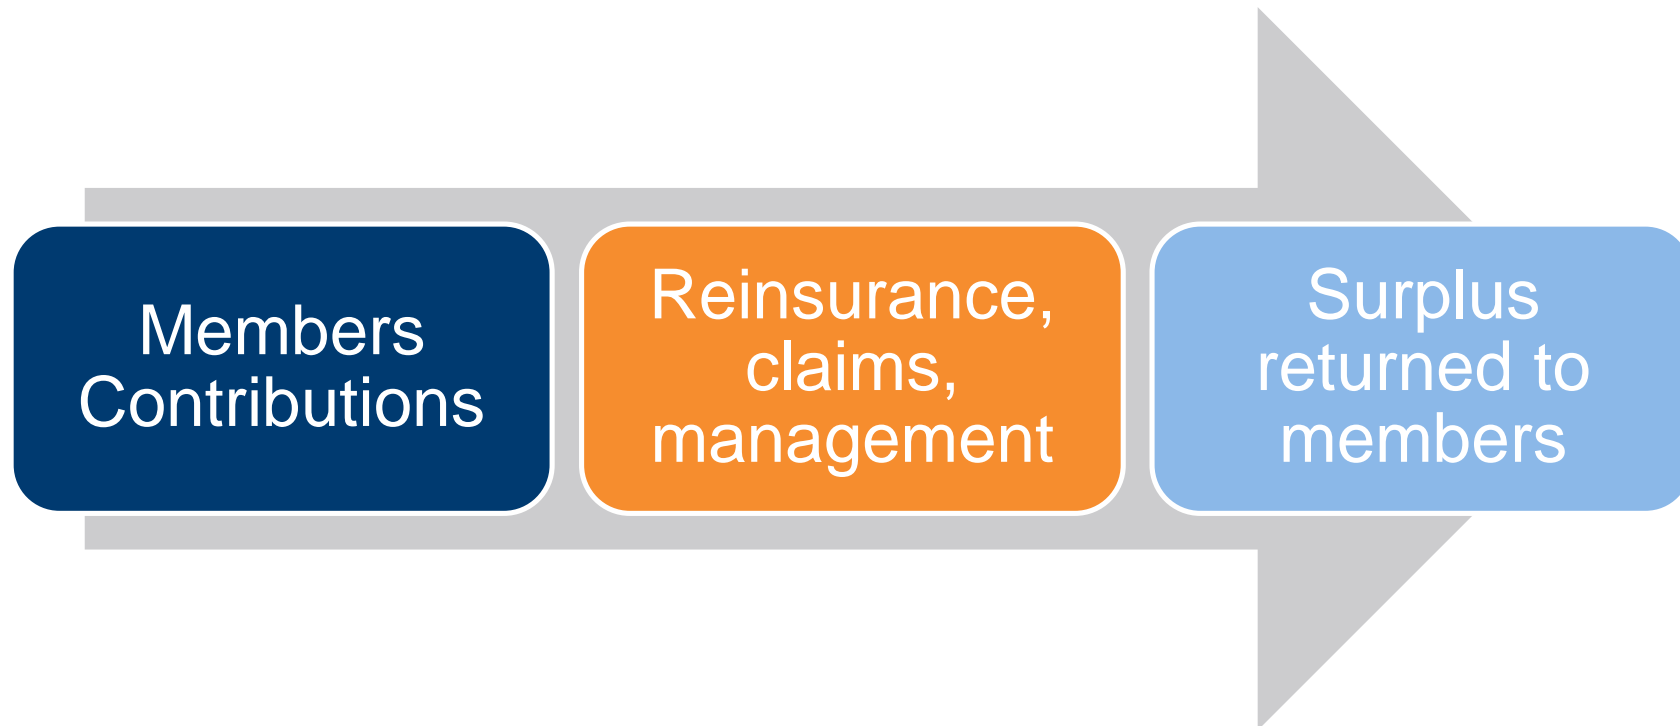 Members
Contributions
Reinsurance,
claims,
management
Surplus
returned to
members